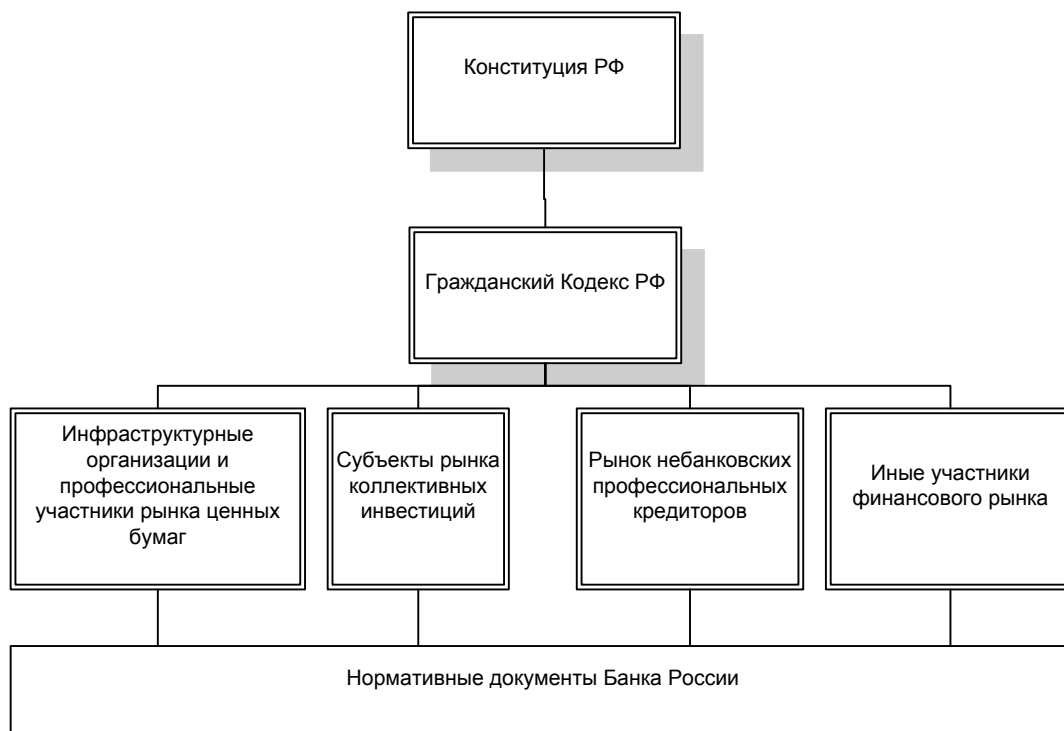 Конституция РФ
Гражданский Кодекс РФ
Инфраструктурные
организации и
профессиональные
участники рынка ценных
бумаг
Субъекты рынка
коллективных
инвестиций
Рынок небанковских
профессиональных
кредиторов
Иные участники
финансового рынка
Нормативные документы Банка России